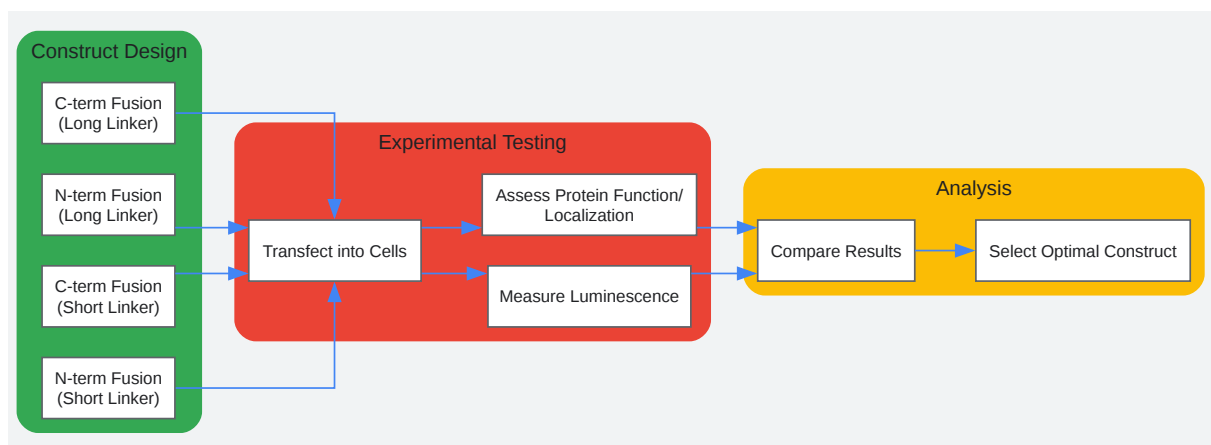 Construct Design
C-term Fusion
(Long Linker)
N-term Fusion
(Long Linker)
C-term Fusion
(Short Linker)
N-term Fusion
(Short Linker)
Experimental Testing
Transfect into Cells
Assess Protein Function/
Localization
Measure Luminescence
Analysis
Compare Results
Select Optimal Construct